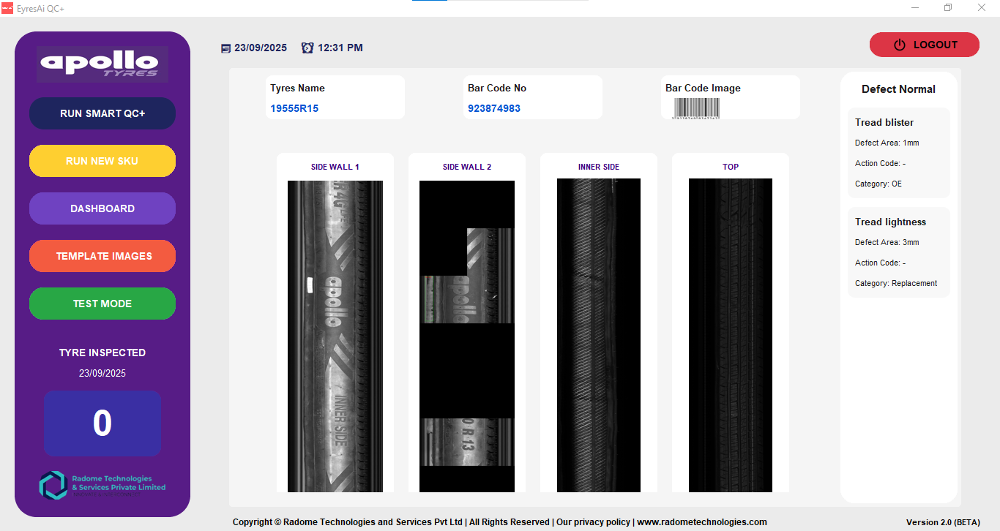 EyresAi QC+
apollo
TYRES
RUN SMART QC+
RUN NEW SKU
DASHBOARD
TEMPLATE IMAGES
TEST MODE
TYRE INSPECTED
23/09/2025
0
Radome Technologies
& Services Private Limited
23/09/2025
12:31 PM
LOGOUT
Tyres Name
19555R15
Bar Code No
923874983
Bar Code Image
SIDE WALL 1
apollo
INNER SIDE
SIDE WALL 2
apollo
0 R 13
INNER SIDE
TOP
Defect Normal
Tread blister
Defect Area: 1mm
Action Code: -
Category: OE
Tread lightness
Defect Area: 3mm
Action Code: -
Category: Replacement
Copyright © Radome Technologies and Services Pvt Ltd | All Rights Reserved | Our privacy policy | www.radometechnologies.com
Version 2.0 (BETA)